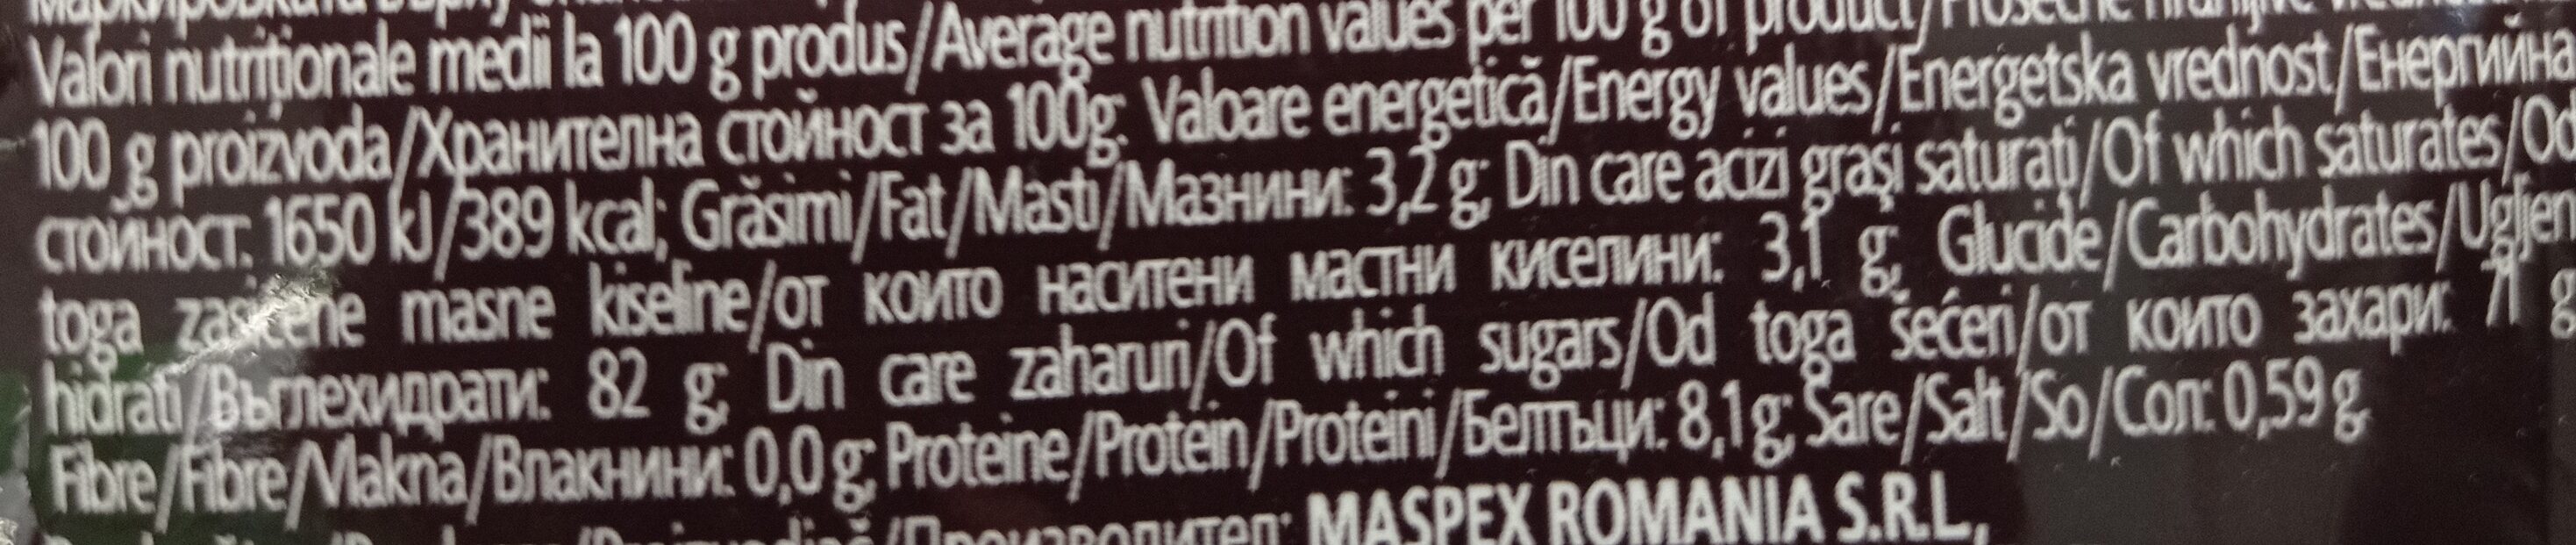 Valori nutriționale medii la 100 g produs/Average nutrition values per 100 g of product/Prosečne hranljive
100 g proizvoda/Хранителна стойност за 100g: Valoare energetică/Energy values/Energetska vrednost/Енергийна
стойност: 1650 kJ/389 kcal; Grăsimi/Fat/Masti/Мазнини: 3,2 g; Din care acizi grași saturați/Of which saturates/Od
toga zasićene masne kiseline/от които наситени мастни киселини: 3,1 g; Glucide/Carbohydrates/Ugljeni
hidrati/Въглехидрати: 82 g; Din care zaharuri/Of which sugars/Od toga šećeri/от които захари: 71 g
Fibre/Fibre/Vlakna/Влакнини: 0,0 g; Proteine/Protein/Proteini/Белтъци: 8,1 g; Sare/Salt/So/Сол: 0,59 g.
Производител: MASPEX ROMANIA S.R.L,